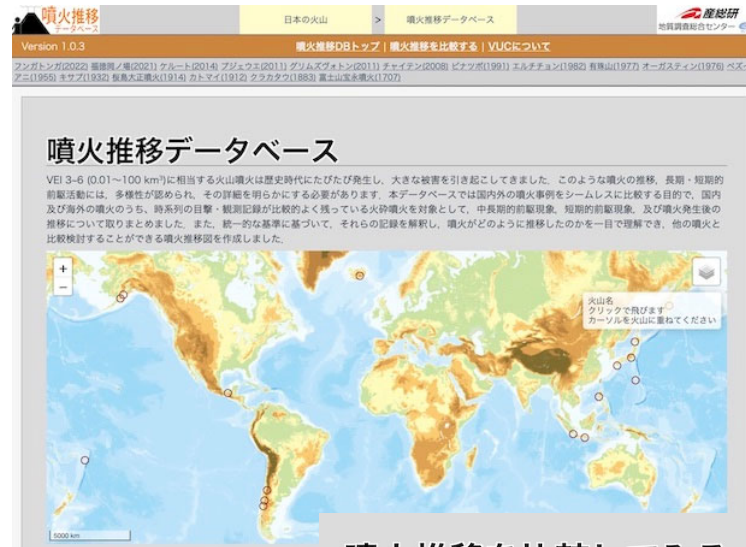 噴火推移
データベース
日本の火山 > 噴火推移データベース
産総研
地質調査総合センター
Version 1.0.3
噴火推移DBトップ | 噴火推移を比較する | VUCについて
フンガトンガ(2022) 福徳岡ノ場(2021) ケルート(2014) プジェウエ(2011) グリムズヴォトン(2011) チャイテン(2008) ピナツボ(1991) エルチチョン(1982) 有珠山(1977) オーガスティン(1976) ベズ
アニ(1955) キサプ(1932) 桜島大正噴火(1914) カトマイ(1912) クラカタウ(1883) 富士山宝永噴火(1707)
噴火推移データベース
VEI 3–6 (0.01～100 km³)に相当する火山噴火は歴史時代にたびたび発生し，大きな被害を引き起こしてきました．このような噴火の推移，長期・短期的
前駆活動には，多様性が認められ，その詳細を明らかにする必要があります．本データベースでは国内外の噴火事例をシームレスに比較する目的で，国内
及び海外の噴火のうち，時系列の目撃・観測記録が比較的よく残っている火砕噴火を対象として，中長期的前駆現象，短期的前駆現象，及び噴火発生後の
推移について取りまとめました．また，統一的な基準に基づいて，それらの記録を解釈し，噴火がどのように推移したのかを一目で理解でき，他の噴火と
比較検討することができる噴火推移図を作成しました．
+
−
火山名
クリックで飛びます
カーソルを火山に重ねてください
5000 km